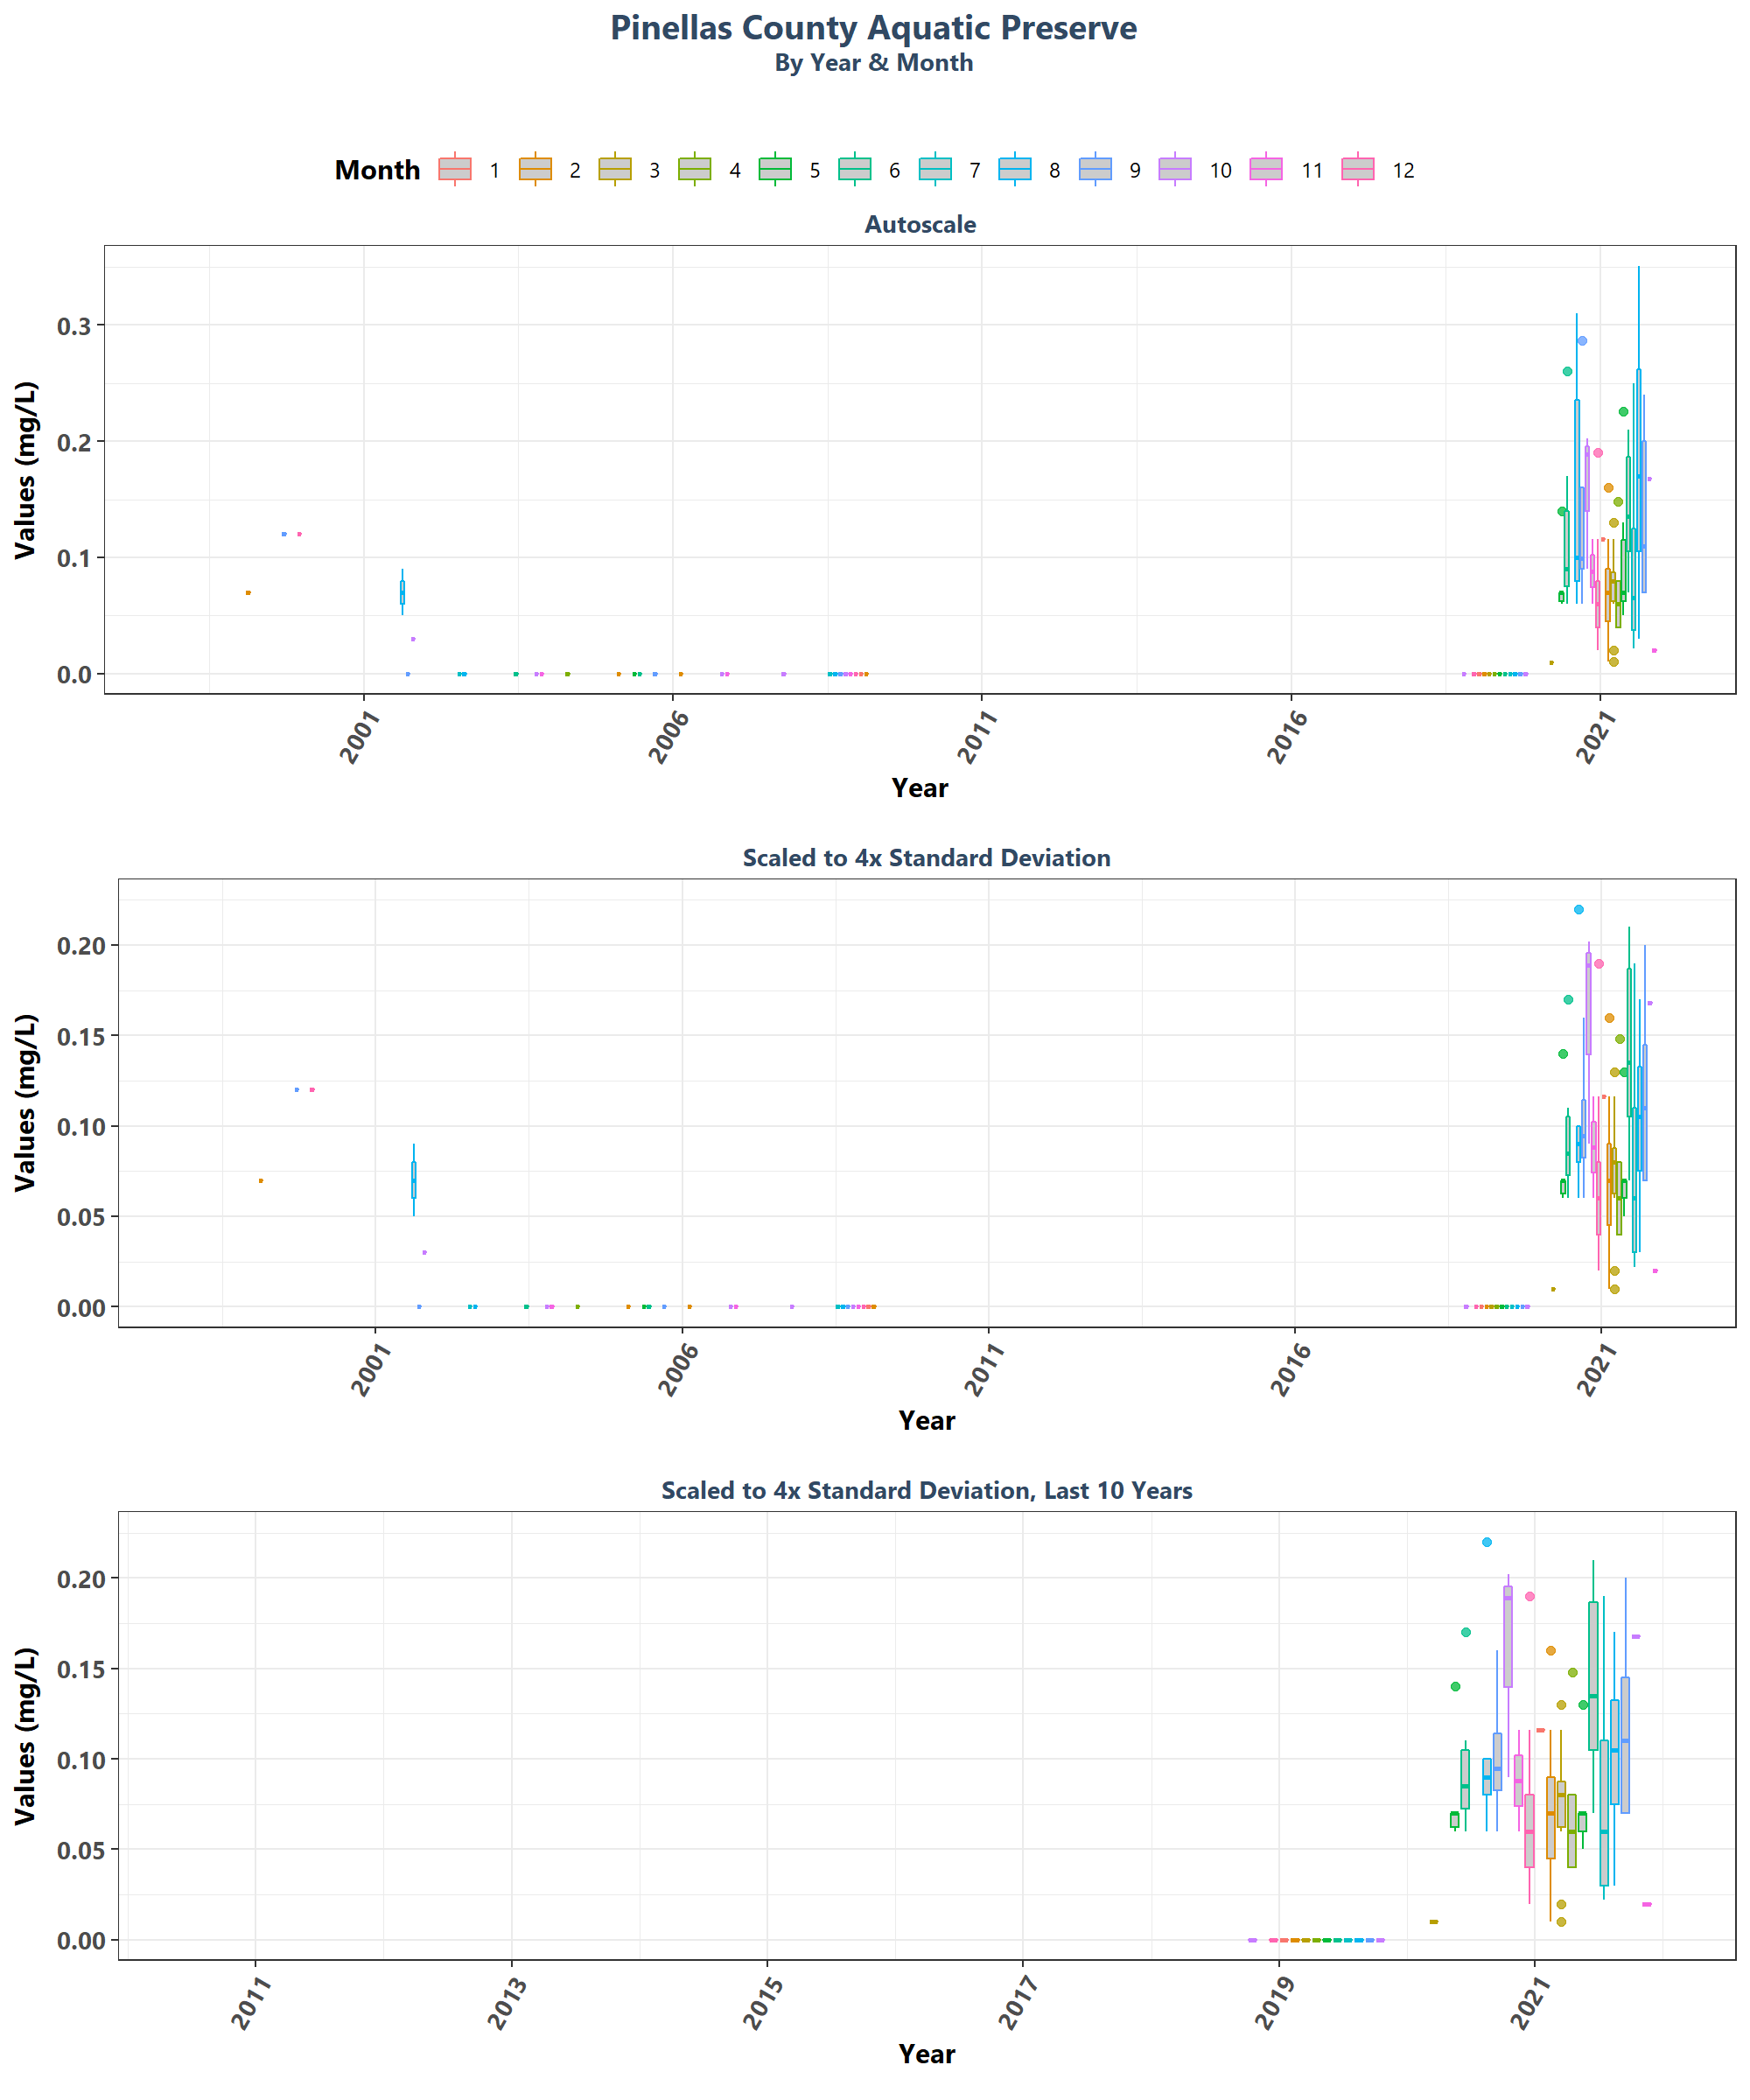 Pinellas County Aquatic Preserve
By Year & Month
Month 1 2 3 4 5 6 7 8 9 10 11 12
Autoscale
Values (mg/L)
0.3
0.2
0.1
0.0
2001 2006 2011 2016 2021
Year
Scaled to 4x Standard Deviation
Values (mg/L)
0.20
0.15
0.10
0.05
0.00
2001 2006 2011 2016 2021
Year
Scaled to 4x Standard Deviation, Last 10 Years
Values (mg/L)
0.20
0.15
0.10
0.05
0.00
2011 2013 2015 2017 2019 2021
Year